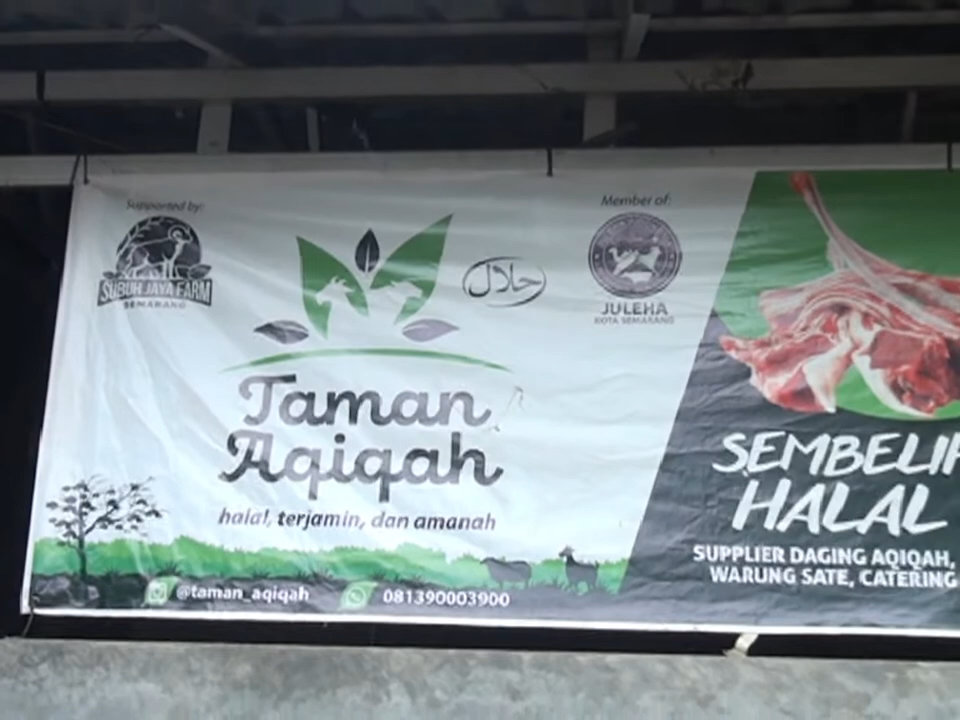 Supported by:
SUBUH JAYA FARM
SEMARANG
حلال
Member of:
JULEHA
KOTA SEMARANG
Taman
Aqiqah
halal, terjamin, dan amanah
@taman_aqiqah
081390003900
SEMBELIH
HALAL
SUPPLIER DAGING AQIQAH,
WARUNG SATE, CATERING